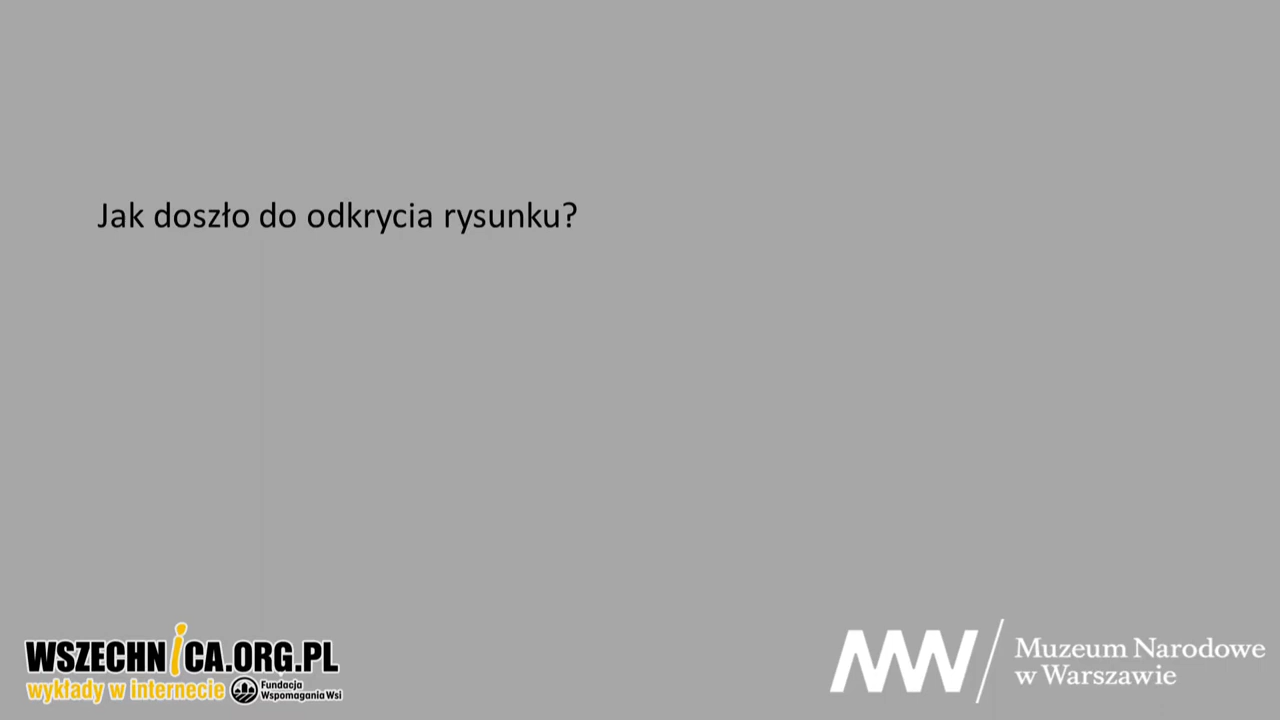 Jak doszło do odkrycia rysunku?
WSZECHNICA.ORG.PL
wykłady w internecie
Fundacja
Wspomagania Wsi
Muzeum Narodowe
w Warszawie